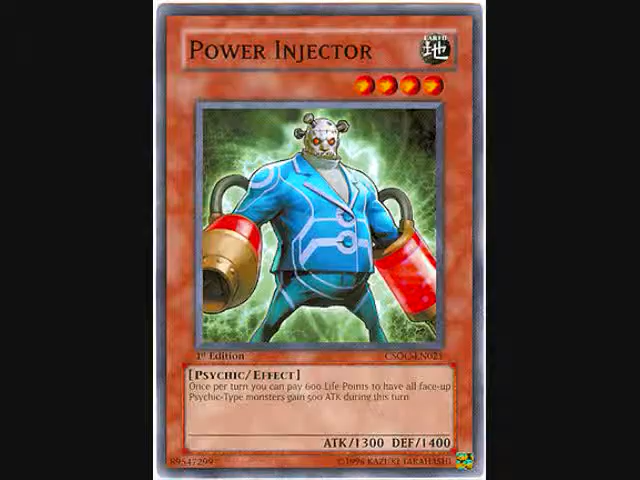 POWER INJECTOR
EARTH
地
1st Edition
CSOC-EN021
[PSYCHIC/EFFECT]
Once per turn you can pay 600 Life Points to have all face-up
Psychic-Type monsters gain 500 ATK during this turn
ATK/1300 DEF/1400
89547299
©1996 KAZUKI TAKAHASHI